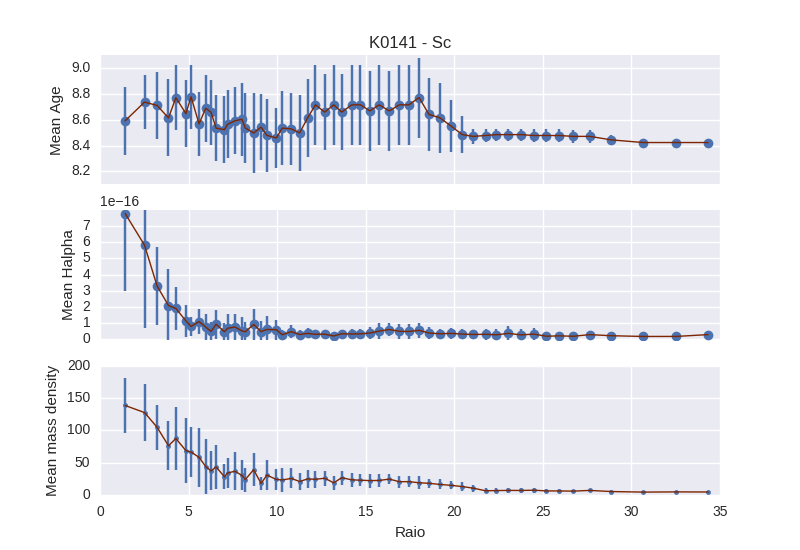 K0141 - Sc
Mean Age
9.0
8.8
8.6
8.4
8.2
1e−16
Mean Halpha
7
6
5
4
3
2
1
0
Mean mass density
200
150
100
50
0
0 5 10 15 20 25 30 35
Raio